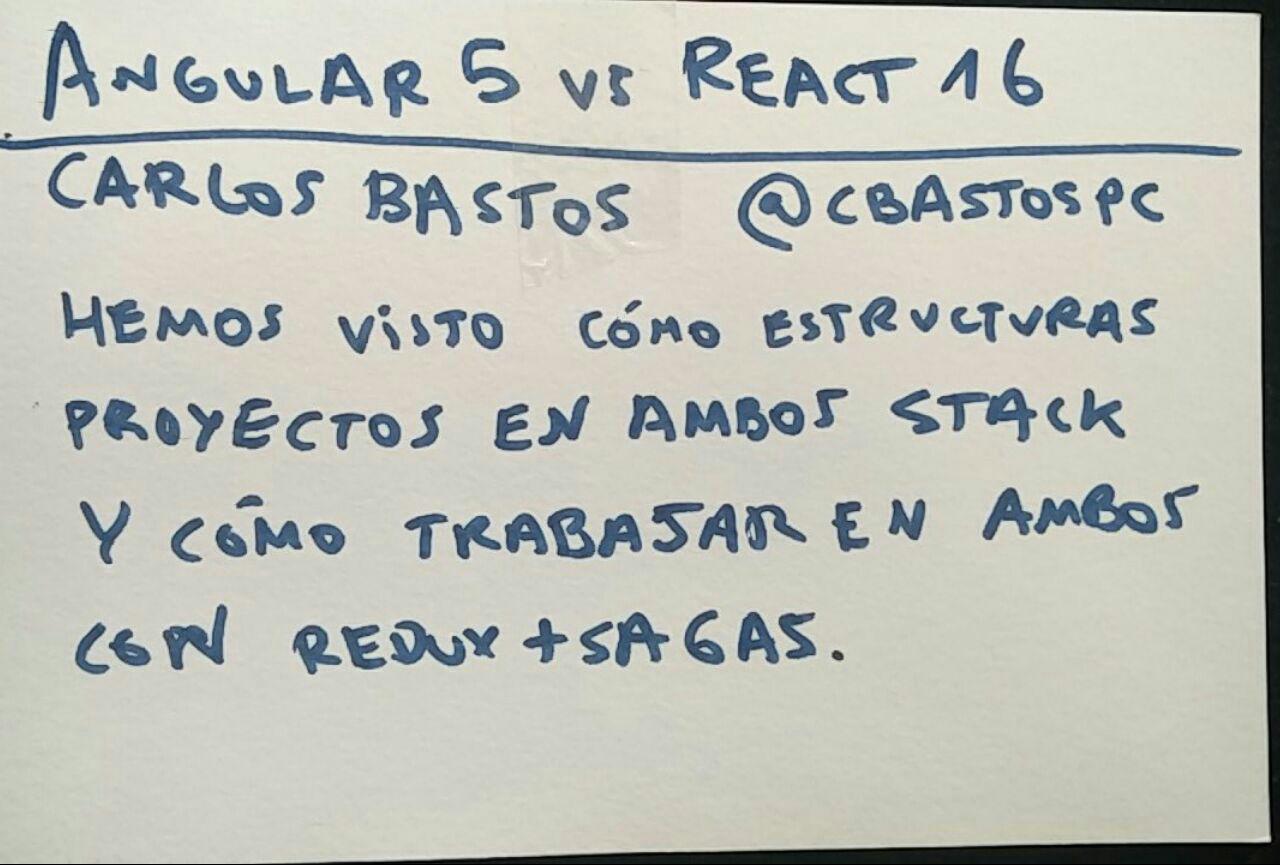 ANGULAR 5 VS REACT 16
CARLOS BASTOS @CBASTOSPC
HEMOS VISTO CÓMO ESTRUCTURAS
PROYECTOS EN AMBOS STACK
Y CÓMO TRABAJAR EN AMBOS
CON REDUX + SAGAS.